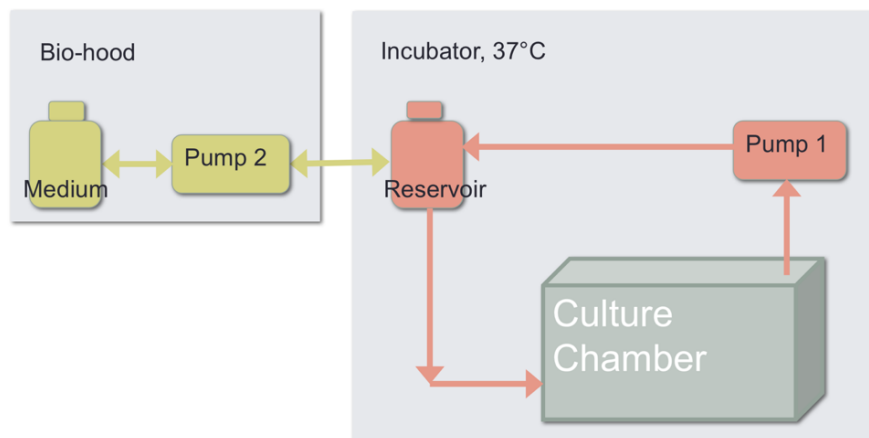 Bio-hood
Incubator, 37°C
Pump 2
Pump 1
Medium
Reservoir
Culture
Chamber